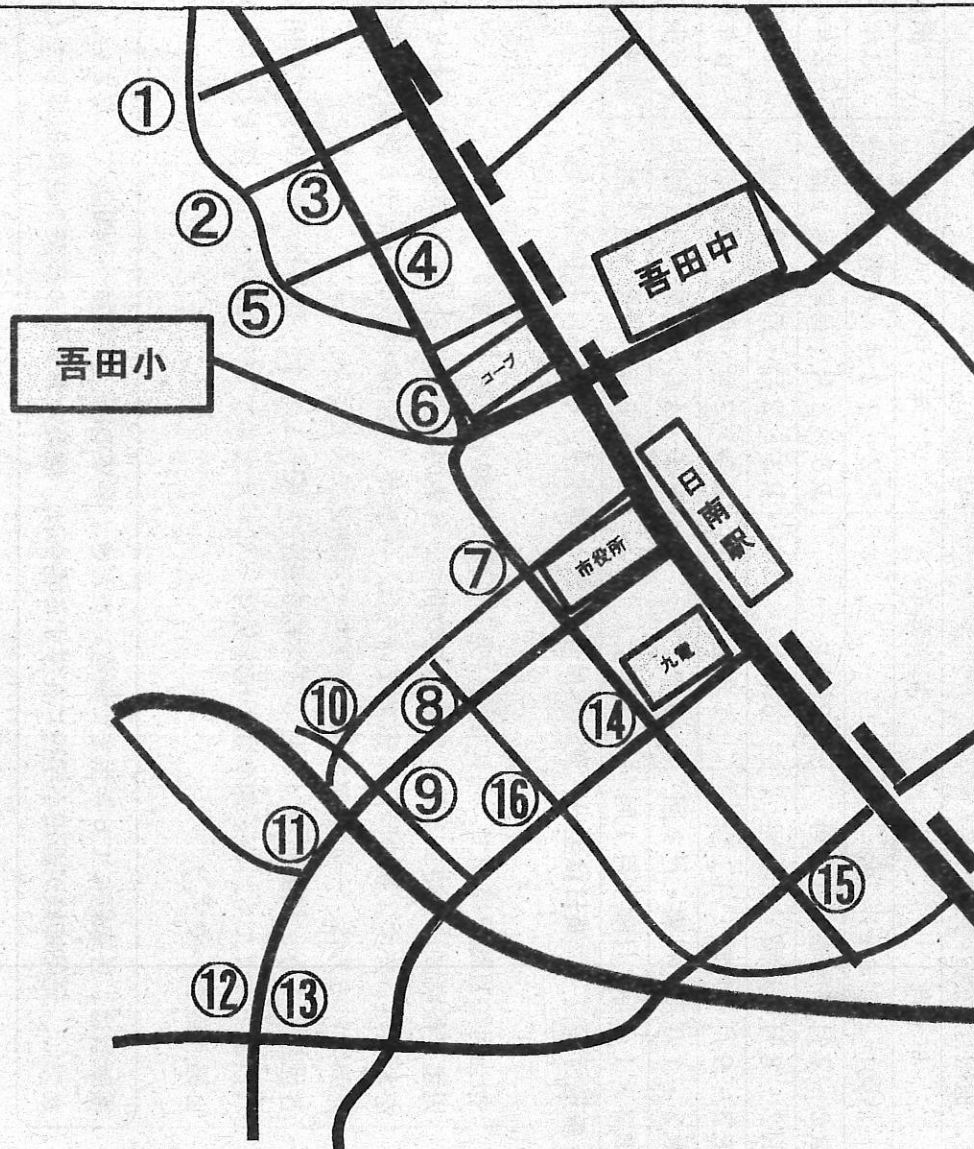 ①
②
③
吾田中
④
⑤
吾田小
コープ
⑥
日南駅
⑦
市役所
九電
⑩
⑧
⑭
⑨
⑯
⑪
⑮
⑫
⑬